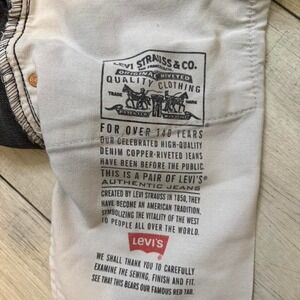 LEVI STRAUSS & CO.
ORIGINAL RIVETED
QUALITY CLOTHING
TRADE MARK
FOR OVER 140 YEARS
OUR CELEBRATED HIGH-QUALITY
DENIM COPPER-RIVETED JEANS
HAVE BEEN BEFORE THE PUBLIC.
THIS IS A PAIR OF LEVI'S®
AUTHENTIC JEANS
CREATED BY LEVI STRAUSS IN 1850, THEY
HAVE BECOME AN AMERICAN TRADITION,
SYMBOLIZING THE VITALITY OF THE WEST
TO PEOPLE ALL OVER THE WORLD.
LEVI'S
WE SHALL THANK YOU TO CAREFULLY
EXAMINE THE SEWING, FINISH AND FIT.
SEE THAT THIS BEARS OUR FAMOUS RED TAB.